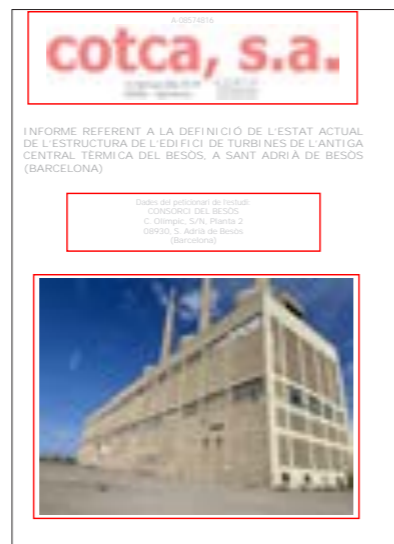 A-08574816
cotca, s.a.
INFORME REFERENT A LA DEFINICIÓ DE L'ESTAT ACTUAL
DE L'ESTRUCTURA DE L'EDIFICI DE TURBINES DE L'ANTIGA
CENTRAL TÈRMICA DEL BESÒS, A SANT ADRIÀ DE BESÒS
(BARCELONA)
Dades del peticionari de l'estudi:
CONSORCI DEL BESÒS
C. Olímpic, S/N, Planta 2
08930, S. Adrià de Besòs
(Barcelona)